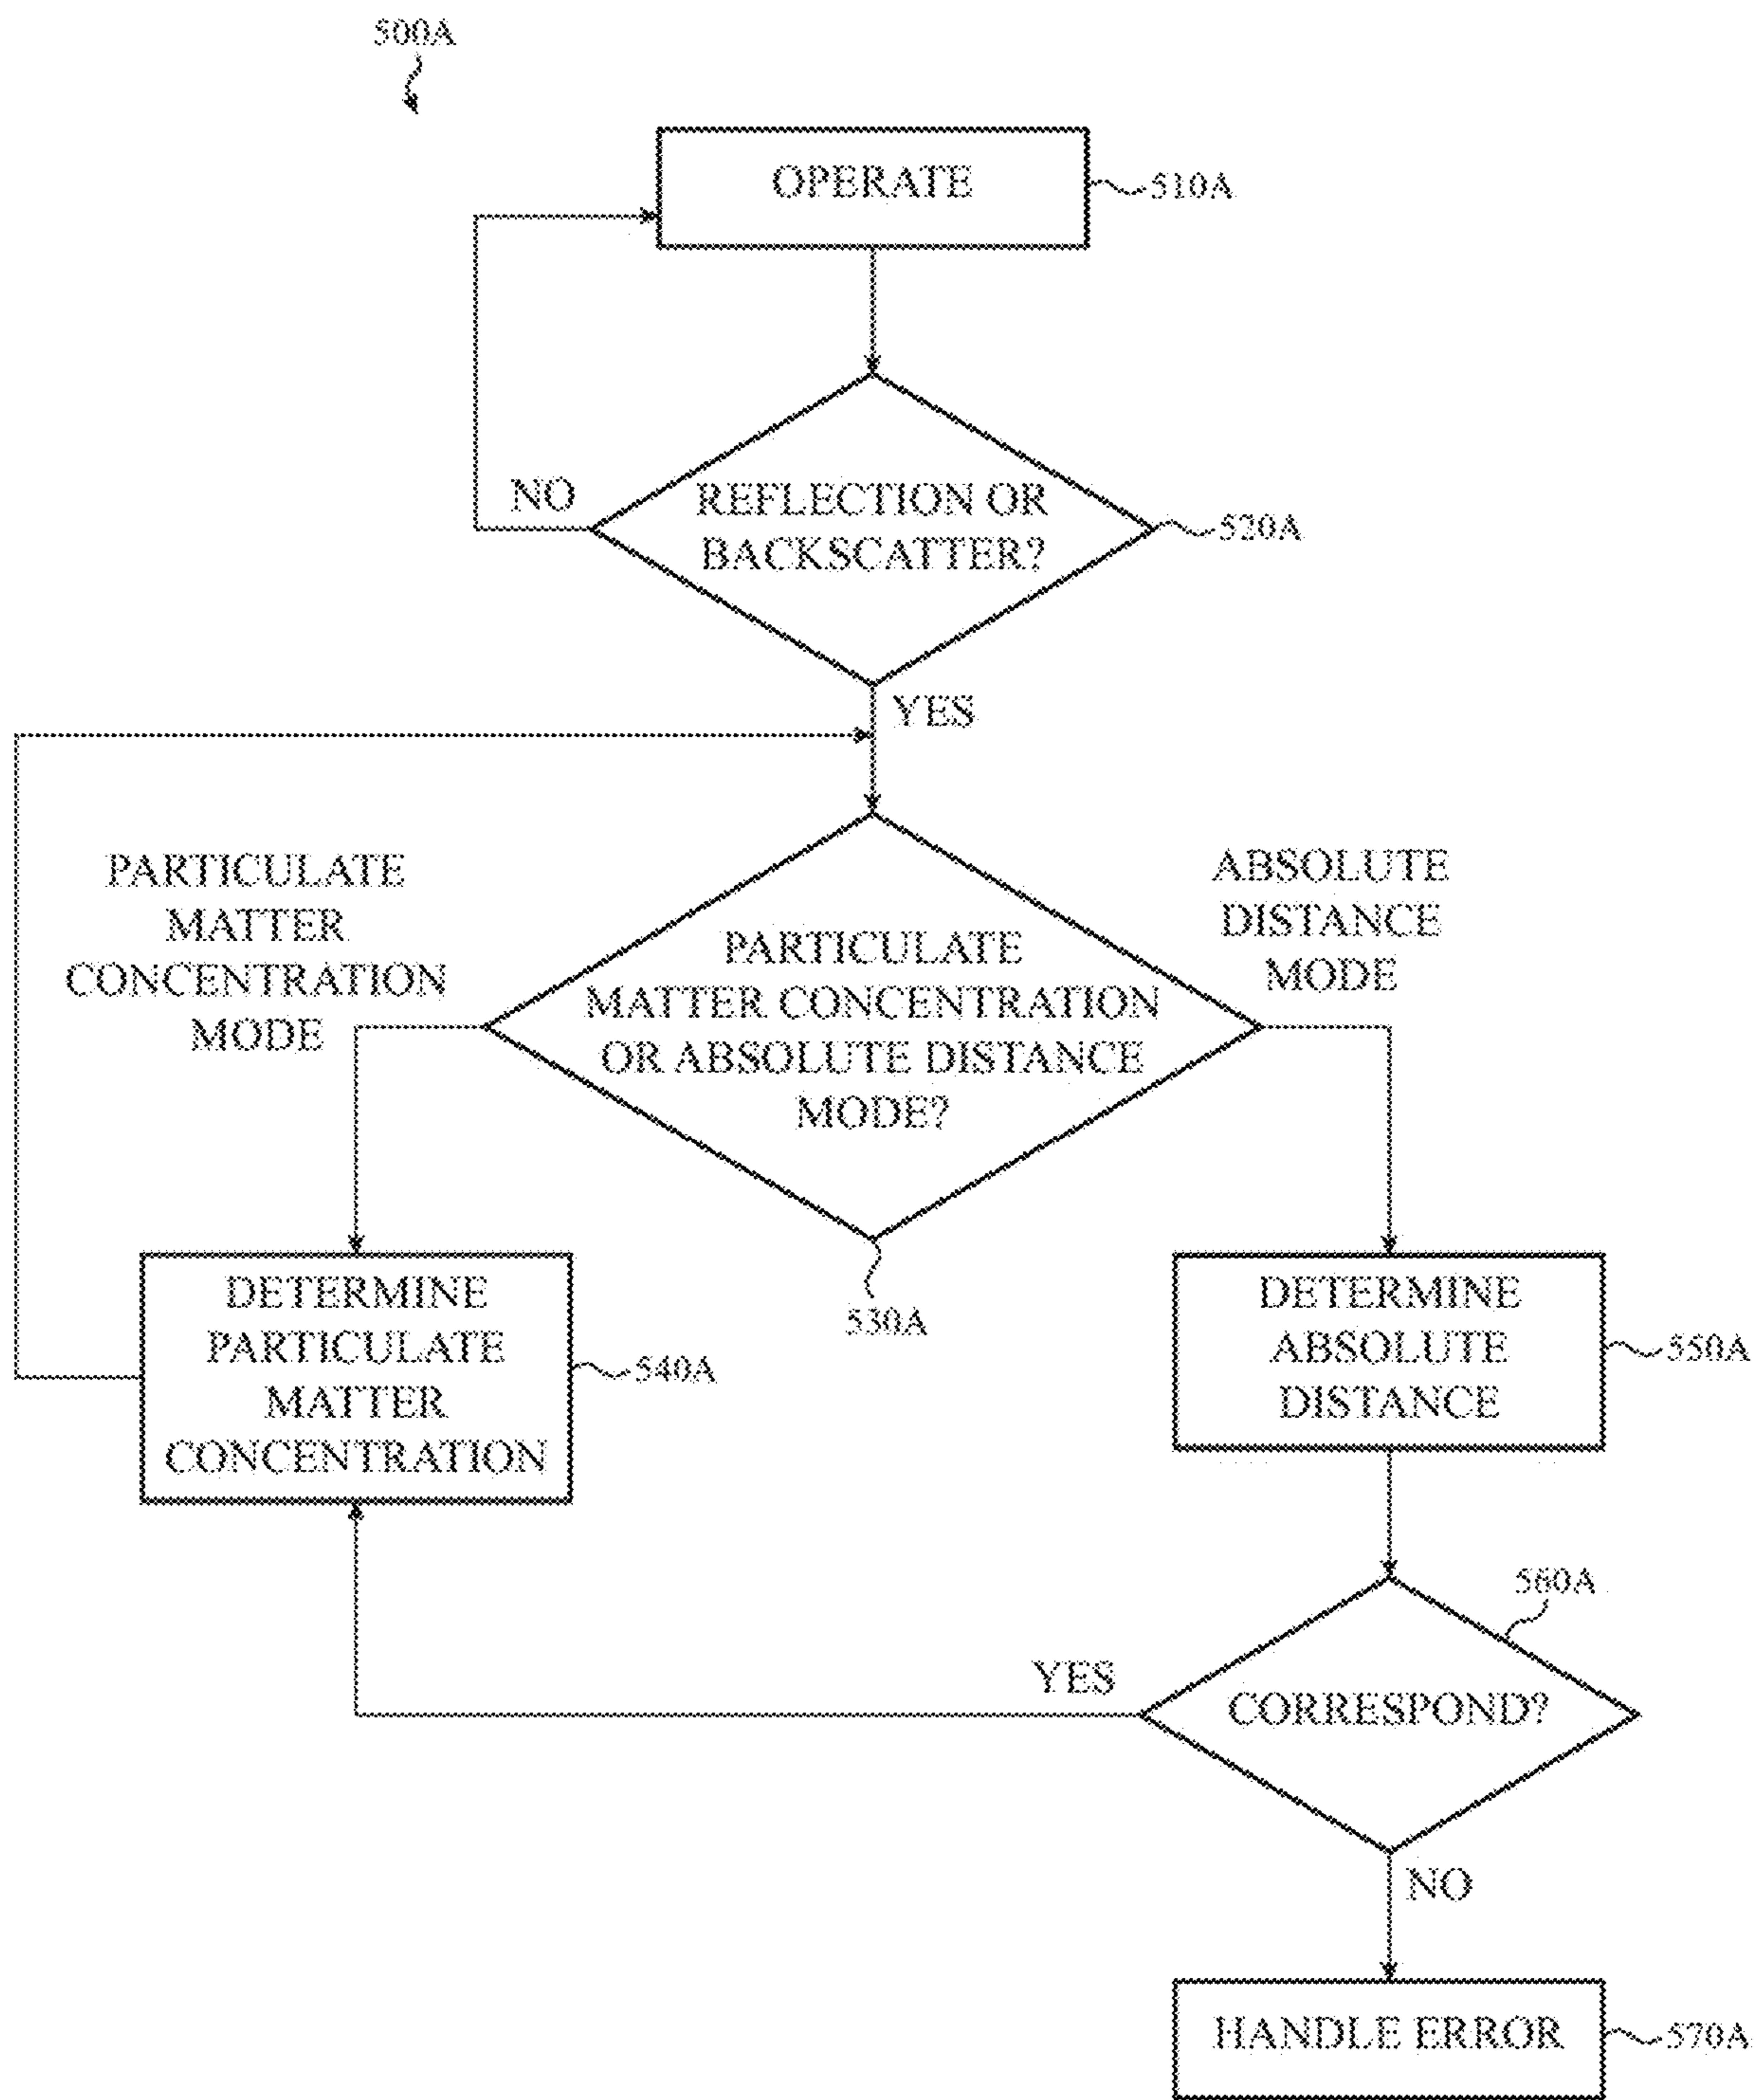 500A
OPERATE
510A
NO
REFLECTION OR
BACKSCATTER?
520A
YES
PARTICULATE
MATTER
CONCENTRATION
MODE
ABSOLUTE
DISTANCE
MODE
PARTICULATE
MATTER CONCENTRATION
OR ABSOLUTE DISTANCE
MODE?
530A
DETERMINE
PARTICULATE
MATTER
CONCENTRATION
540A
DETERMINE
ABSOLUTE
DISTANCE
550A
560A
YES
CORRESPOND?
NO
HANDLE ERROR
570A